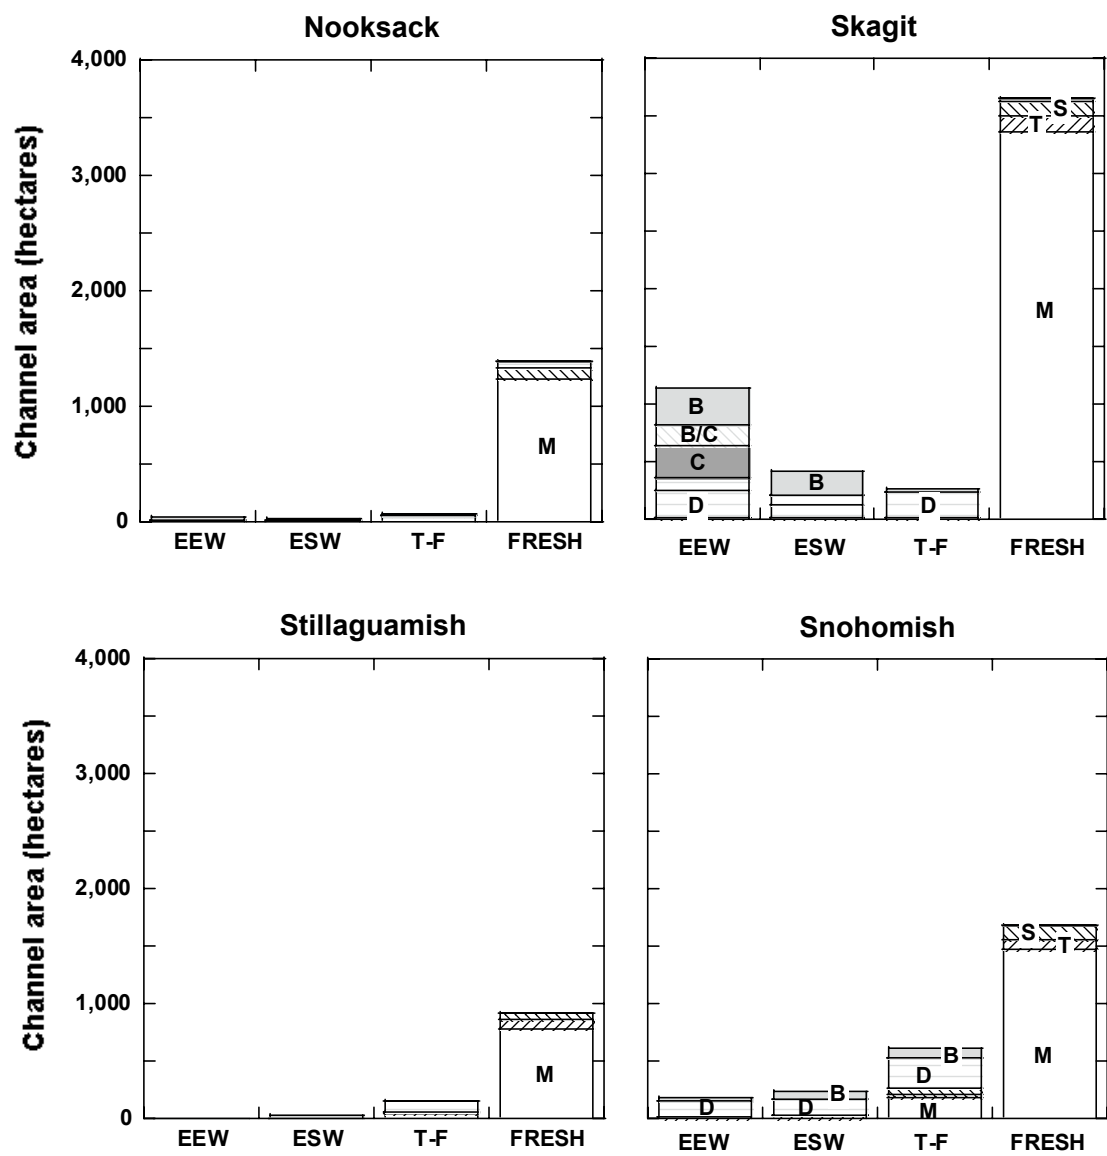 Nooksack
Channel area (hectares)
4,000
3,000
2,000
1,000
0
M
EEW ESW T-F FRESH
Skagit
S
T
M
B
B/C
C
D
B
D
EEW ESW T-F FRESH
Stillaguamish
Channel area (hectares)
4,000
3,000
2,000
1,000
0
M
EEW ESW T-F FRESH
Snohomish
S
T
M
B
D
M
B
D
D
EEW ESW T-F FRESH